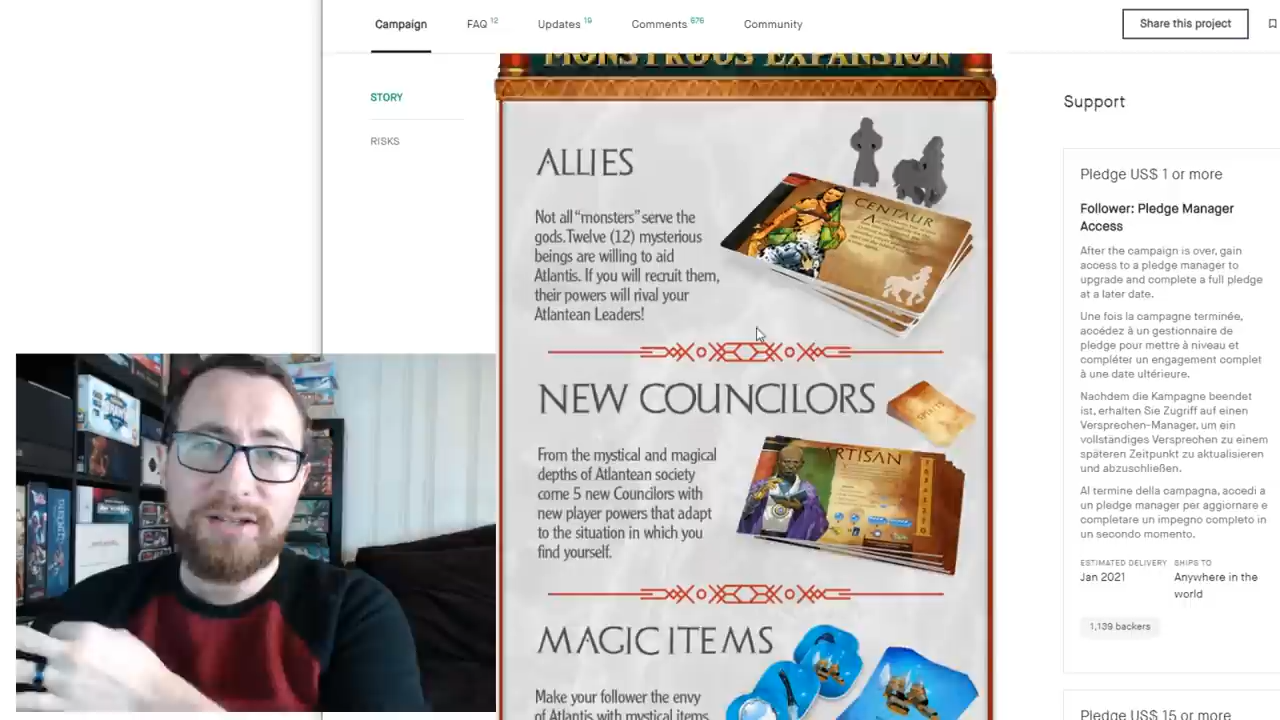 Campaign
FAQ 12
Updates 19
Comments 676
Community
Share this project
STORY
RISKS
MONSTROUS EXPANSION
ALLIES
Not all “monsters” serve the
gods. Twelve (12) mysterious
beings are willing to aid
Atlantis. If you will recruit them,
their powers will rival your
Atlantean Leaders!
CENTAUR
NEW COUNCILORS
From the mystical and magical
depths of Atlantean society
come 5 new Councilors with
new player powers that adapt
to the situation in which you
find yourself.
SPIRITS
ARTISAN
MAGIC ITEMS
Make your follower the envy
of Atlantis with mystical items
Support
Pledge US$ 1 or more
Follower: Pledge Manager
Access
After the campaign is over, gain
access to a pledge manager to
upgrade and complete a full pledge
at a later date.
Une fois la campagne terminée,
accédez à un gestionnaire de
pledge pour mettre à niveau et
compléter un engagement complet
à une date ultérieure.
Nachdem die Kampagne beendet
ist, erhalten Sie Zugriff auf einen
Versprechen-Manager, um ein
vollständiges Versprechen zu einem
späteren Zeitpunkt zu aktualisieren
und abzuschließen.
Al termine della campagna, accedi a
un pledge manager per aggiornare e
completare un impegno completo in
un secondo momento.
ESTIMATED DELIVERY
Jan 2021
SHIPS TO
Anywhere in the
world
1,139 backers
Pledge US$ 15 or more